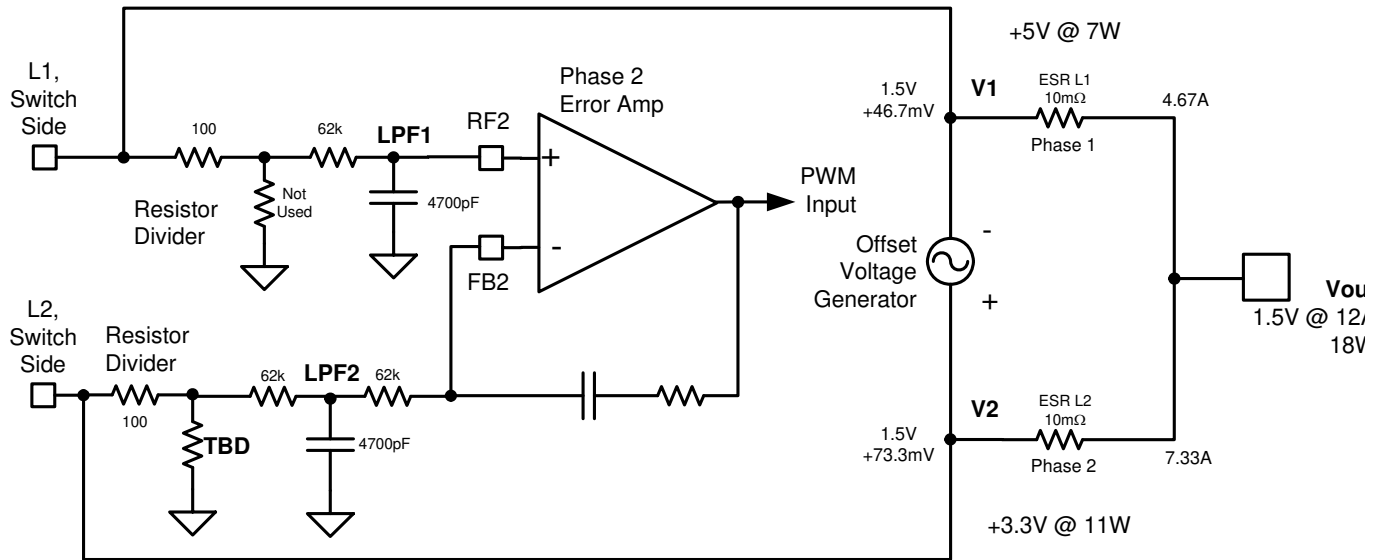 +5V @ 7W
L1,
Switch
Side
Phase 2
Error Amp
1.5V
+46.7mV
V1
ESR L1
10mΩ
4.67A
Phase 1
100
62k
LPF1
RF2
+
Not
Used
4700pF
Resistor
Divider
PWM
Input
-
FB2
Offset
Voltage
Generator
-
+
Vou
1.5V @ 12A
18W
L2,
Switch
Side
Resistor
Divider
100
62k
LPF2
62k
TBD
4700pF
1.5V
+73.3mV
V2
ESR L2
10mΩ
7.33A
Phase 2
+3.3V @ 11W